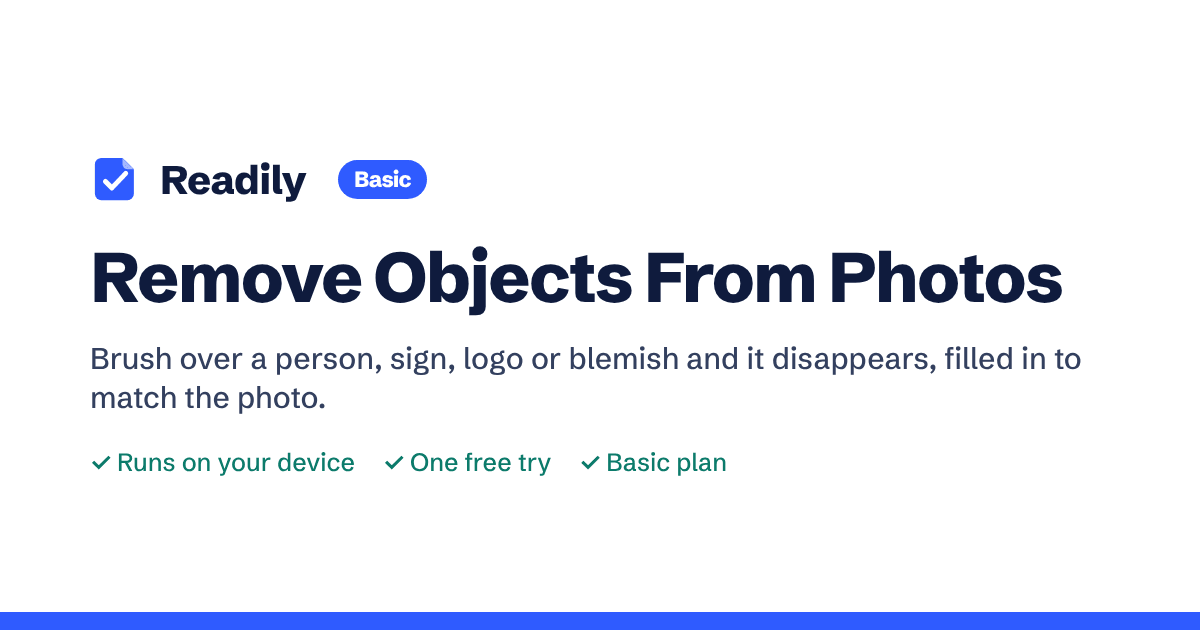 Readily Basic
Remove Objects From Photos
Brush over a person, sign, logo or blemish and it disappears, filled in to
match the photo.
✓ Runs on your device ✓ One free try ✓ Basic plan